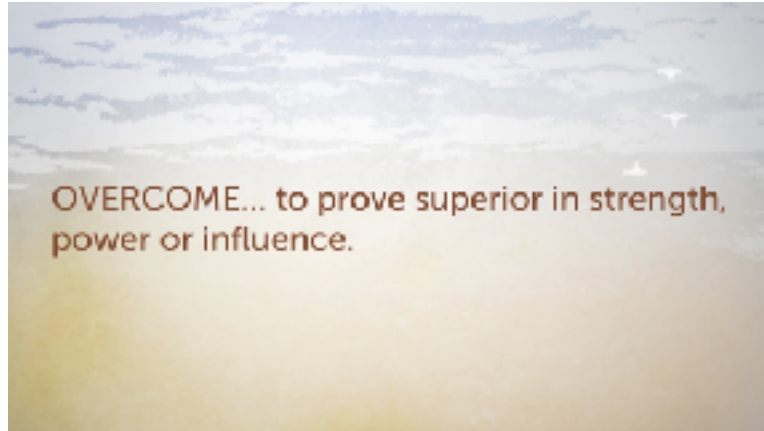 OVERCOME... to prove superior in strength,
power or influence.